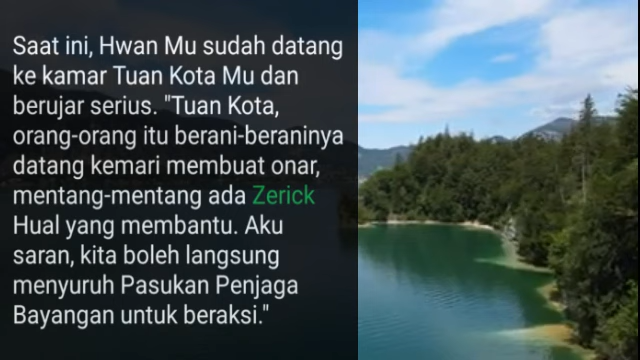 Saat ini, Hwan Mu sudah datang
ke kamar Tuan Kota Mu dan
berujar serius. "Tuan Kota,
orang-orang itu berani-beraninya
datang kemari membuat onar,
mentang-mentang ada Zerick
Hual yang membantu. Aku
saran, kita boleh langsung
menyuruh Pasukan Penjaga
Bayangan untuk beraksi."